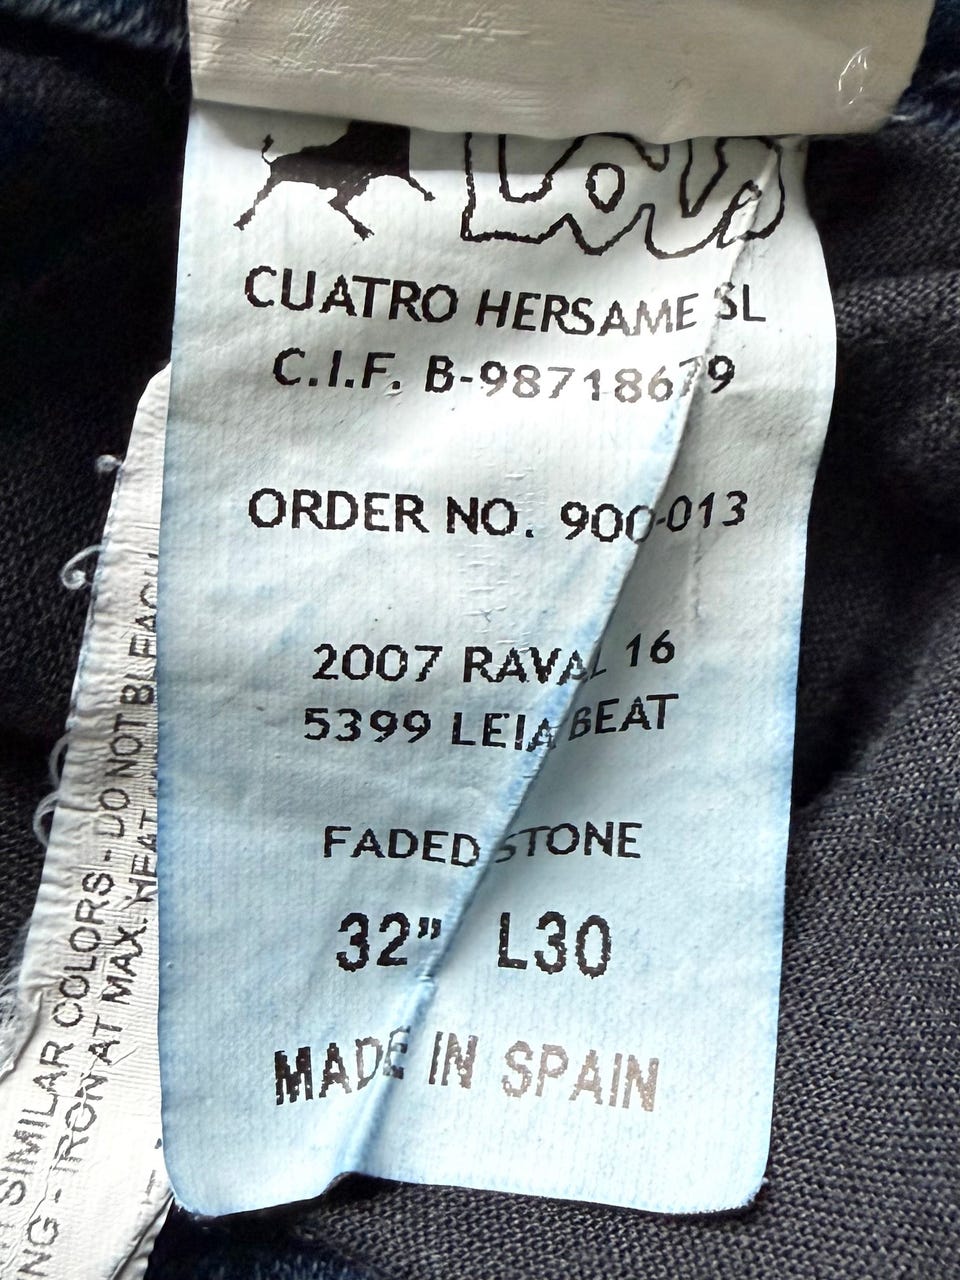 Lois
CUATRO HERSAME SL
C.I.F. B-98718679
ORDER NO. 900-013
2007 RAVAL 16
5399 LEIA BEAT
FADED STONE
32” L30
MADE IN SPAIN
SIMILAR COLORS - DO NOT BLEACH
- IRON AT MAX. HEAT